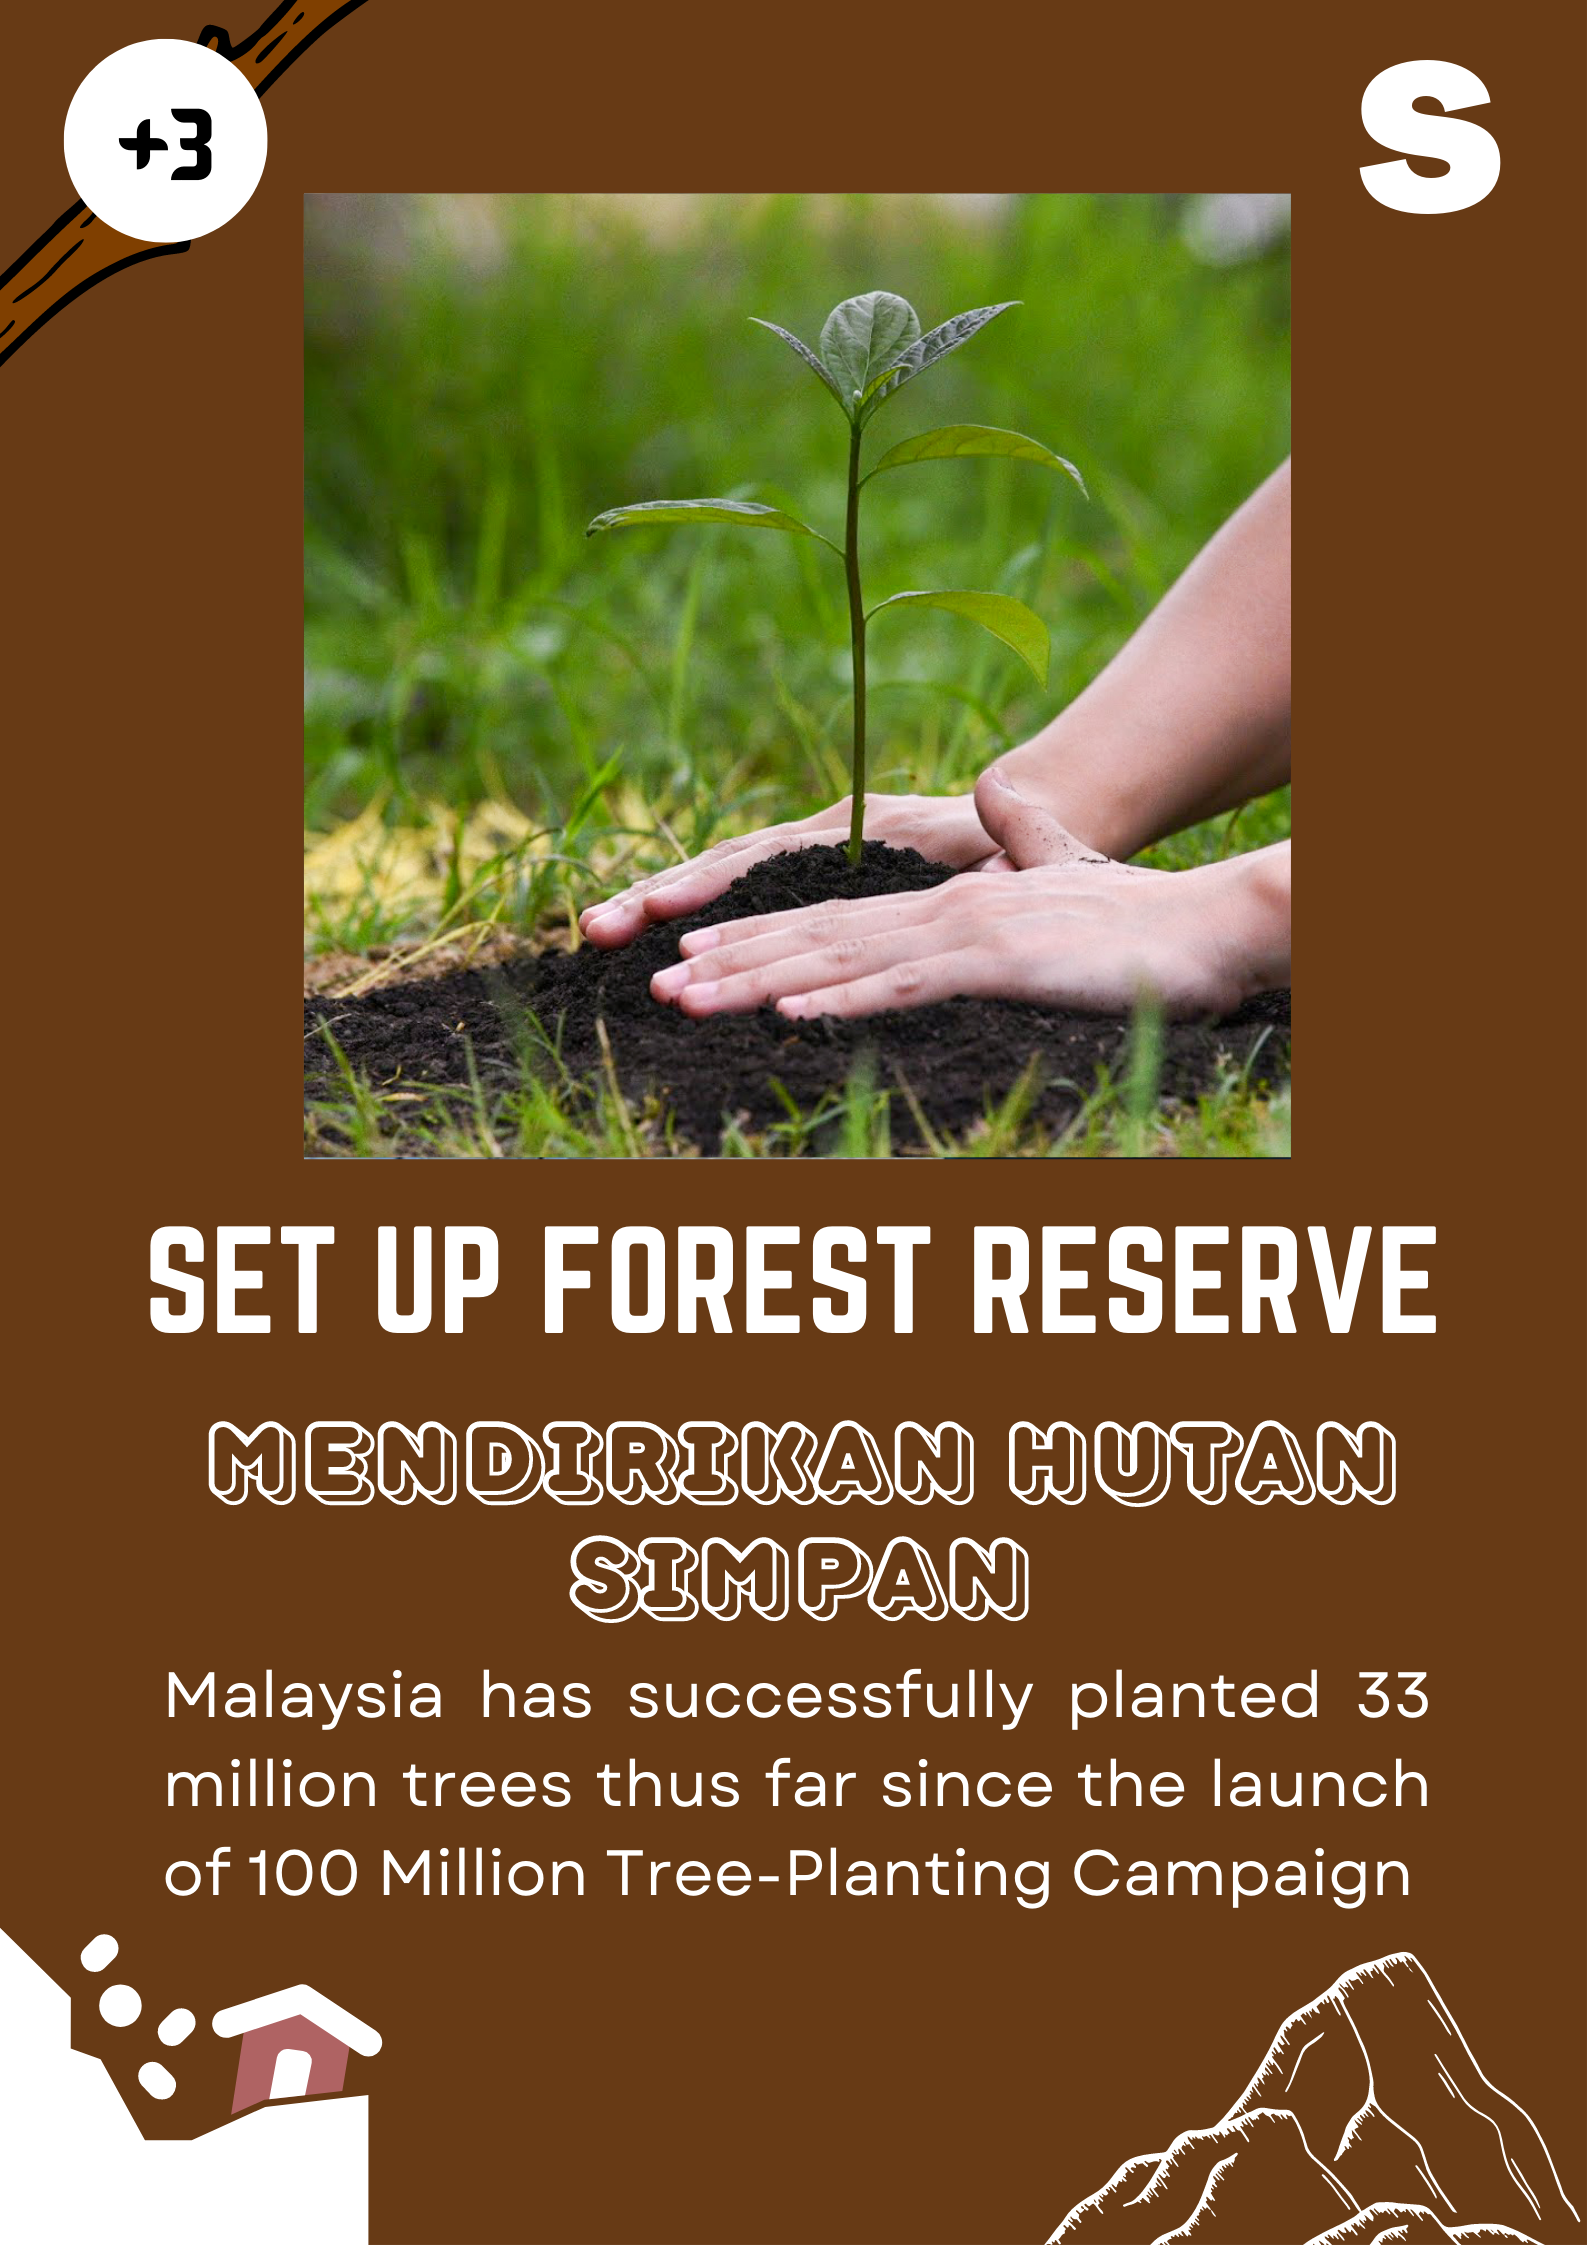 +3
S
SET UP FOREST RESERVE
MENDIRIKAN HUTAN
SIMPAN
Malaysia has successfully planted 33
million trees thus far since the launch
of 100 Million Tree-Planting Campaign